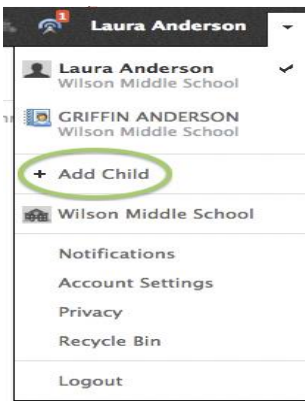 1
Laura Anderson
Laura Anderson
Wilson Middle School
GRIFFIN ANDERSON
Wilson Middle School
+ Add Child
Wilson Middle School
Notifications
Account Settings
Privacy
Recycle Bin
Logout